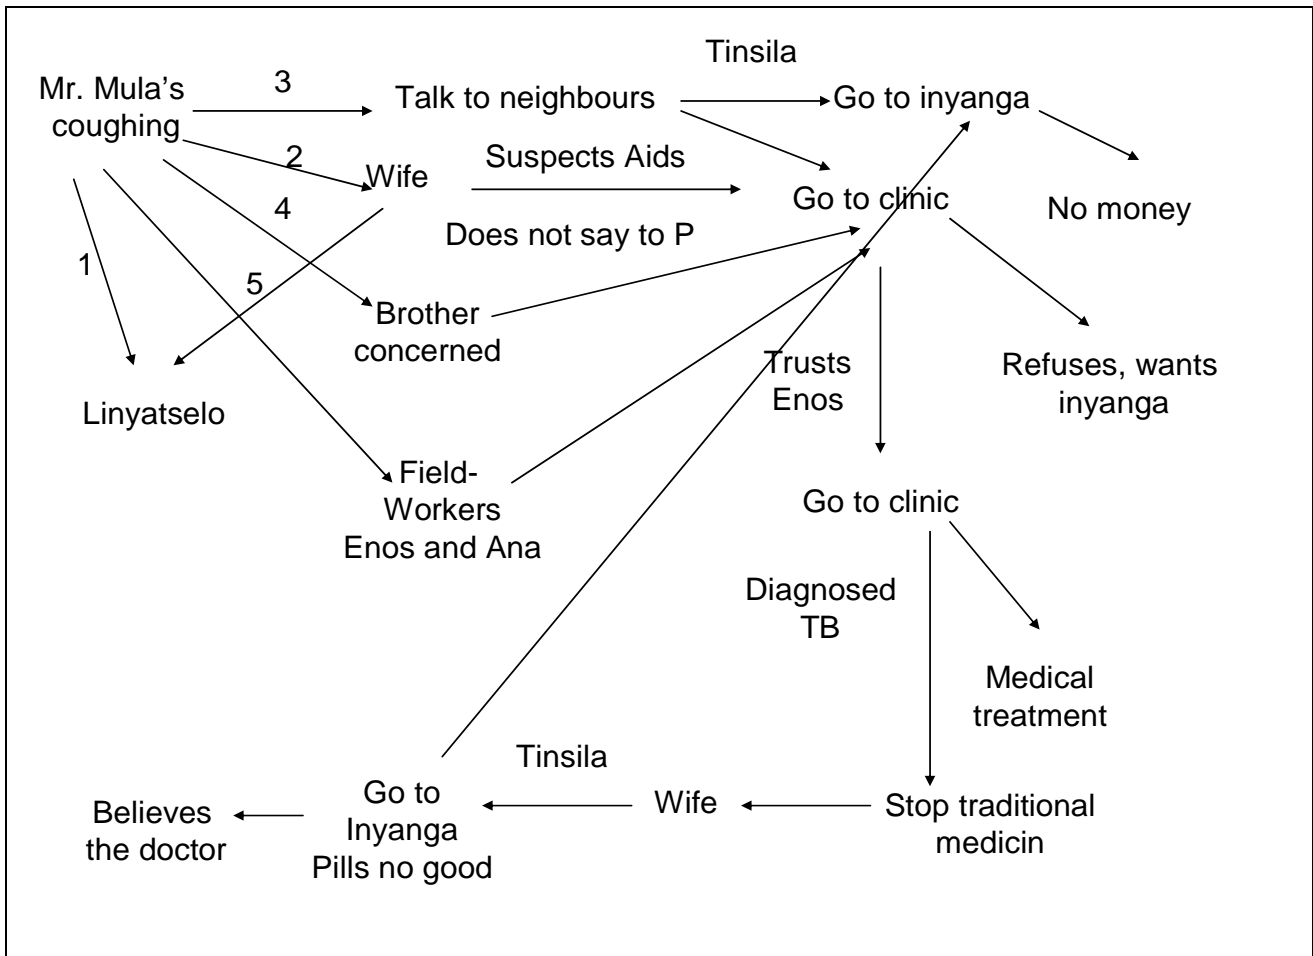 Tinsila
Mr. Mula's
coughing
3
Talk to neighbours
Go to inyanga
2
Wife
Suspects Aids
Go to clinic
No money
4
Does not say to P
1
5
Brother
concerned
Trusts
Enos
Refuses, wants
inyanga
Linyatselo
Field-
Workers
Enos and Ana
Go to clinic
Diagnosed
TB
Medical
treatment
Tinsila
Believes
the doctor
Go to
Inyanga
Pills no good
Wife
Stop traditional
medicin